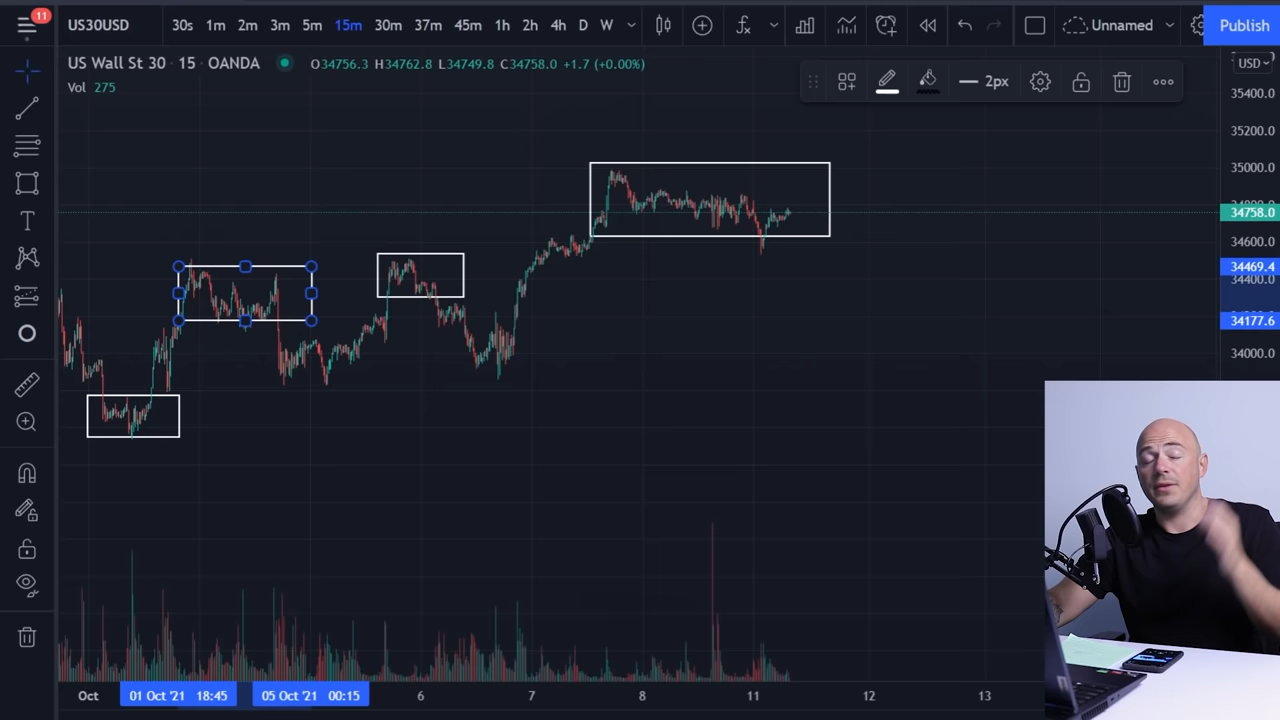 11
US30USD 30s 1m 2m 3m 5m 15m 30m 37m 45m 1h 2h 4h D W Unnamed Publish
US Wall St 30 · 15 · OANDA O34756.3 H34762.8 L34749.8 C34758.0 +1.7 (+0.00%)
USD
Vol 275
2px
35400.0
35200.0
35000.0
34758.0
34600.0
34469.4
34400.0
34177.6
34000.0
Oct 01 Oct '21 18:45 05 Oct '21 00:15 6 7 8 11 12 13